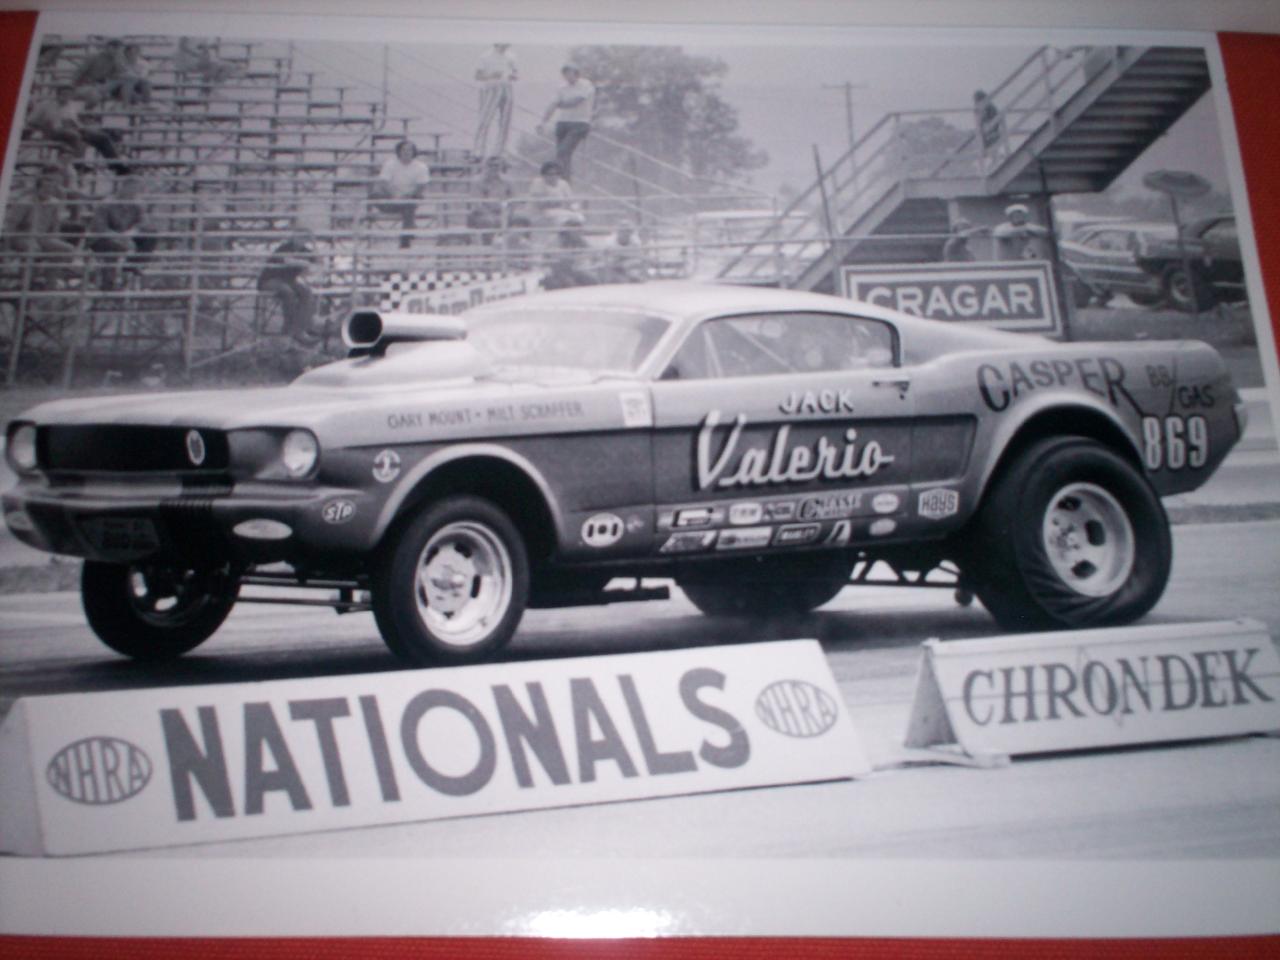 CRAGAR
CASPER
BB/GAS
869
JACK
Valerio
GARY MOUNT • MILT SCHAFFER
STP
Hays
NHRA NATIONALS NHRA
CHRONDEK